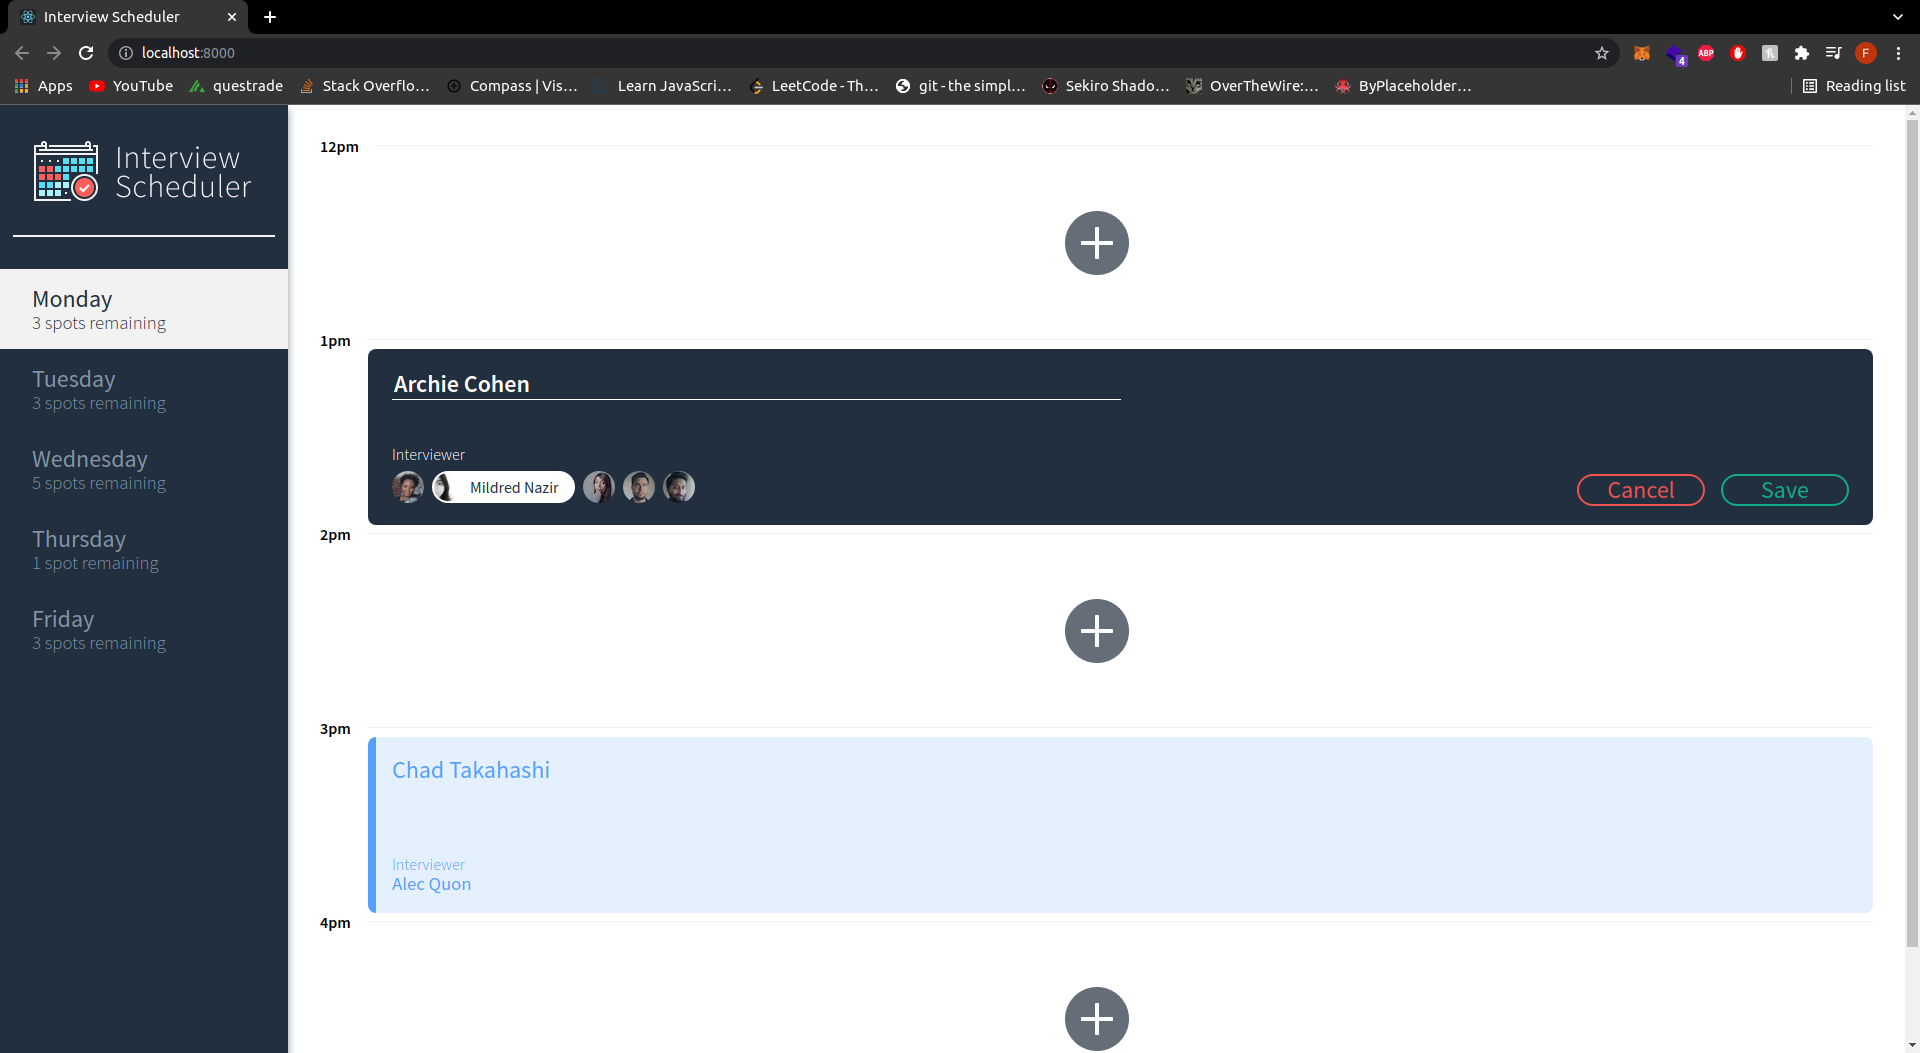 Interview Scheduler
localhost:8000
ABP
4
F
Apps
YouTube
questrade
Stack Overflo...
Compass | Vis...
Learn JavaScri...
LeetCode - Th...
git - the simpl...
Sekiro Shado...
OverTheWire:...
ByPlaceholder...
Reading list
Interview
Scheduler
Monday
3 spots remaining
Tuesday
3 spots remaining
Wednesday
5 spots remaining
Thursday
1 spot remaining
Friday
3 spots remaining
12pm
1pm
Archie Cohen
Interviewer
Mildred Nazir
Cancel
Save
2pm
3pm
Chad Takahashi
Interviewer
Alec Quon
4pm